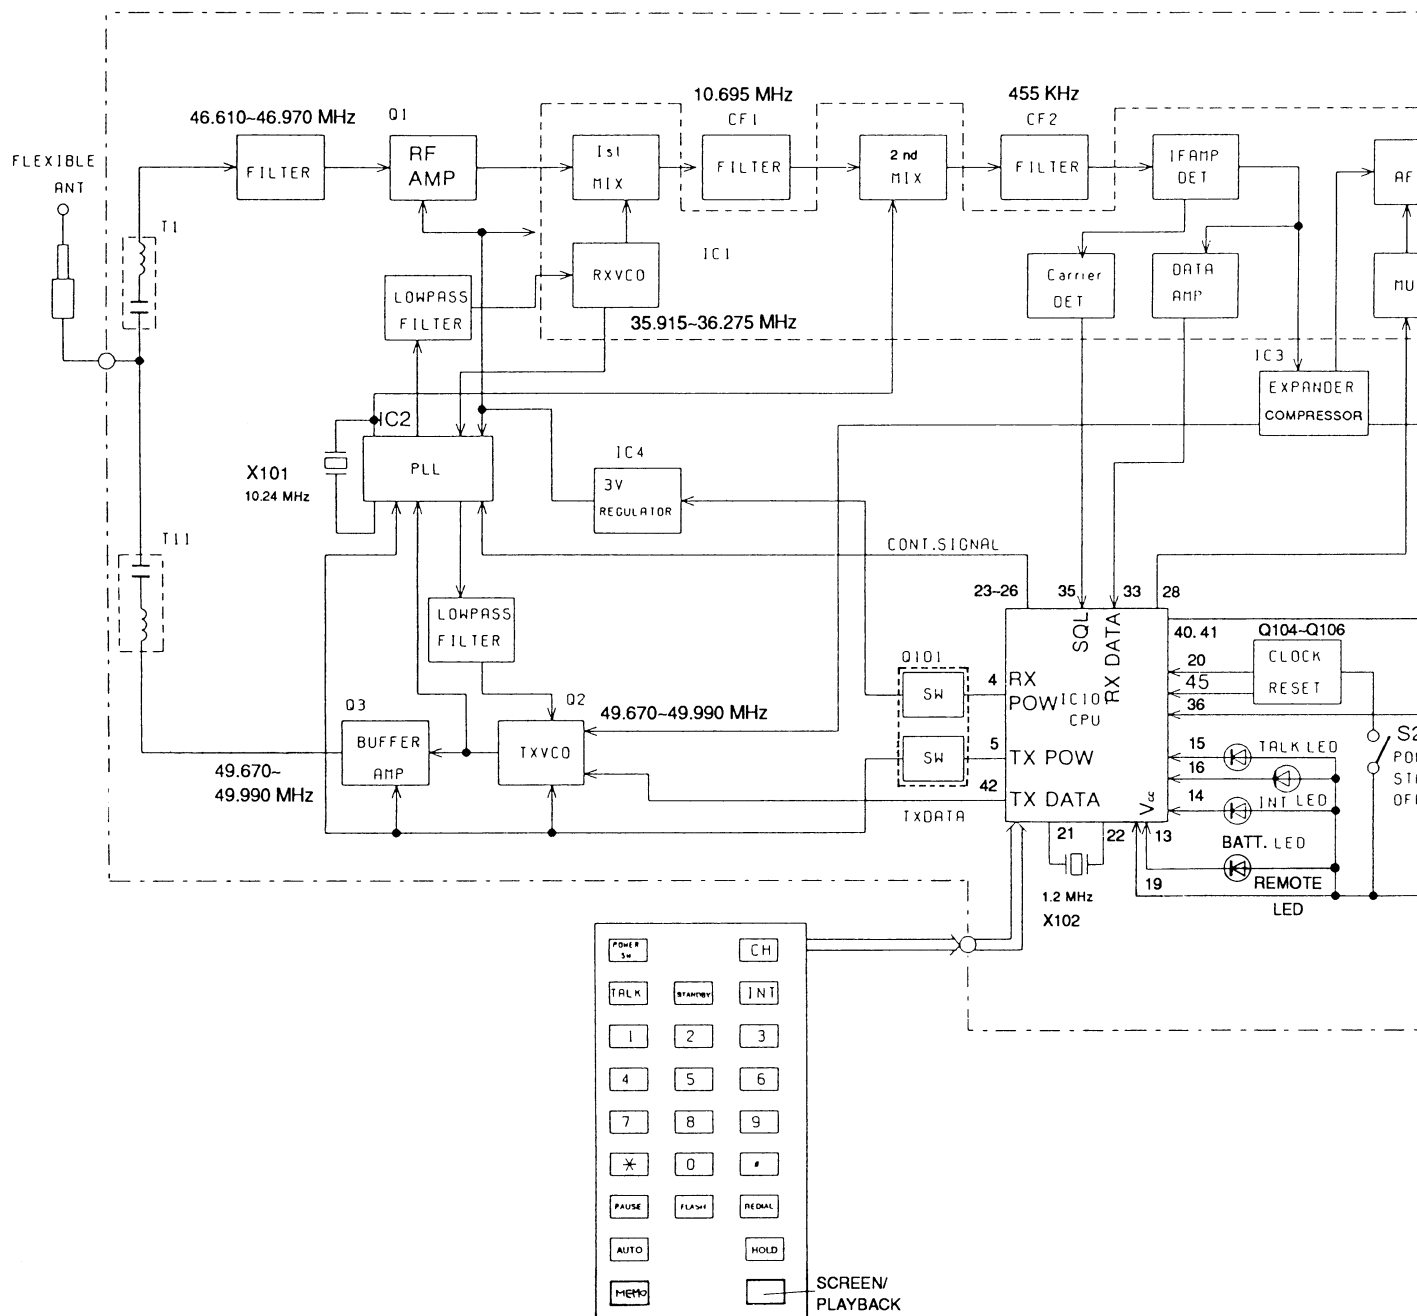 10.695 MHz
455 KHz
46.610~46.970 MHz
Q1
CF1
CF2
FLEXIBLE
ANT
FILTER
RF
AMP
1st
MIX
FILTER
2 nd
MIX
FILTER
IFAMP
DET
AF
T1
IC1
LOWPASS
FILTER
RXVCO
Carrier
DET
DATA
AMP
MU
35.915~36.275 MHz
IC3
EXPANDER
COMPRESSOR
IC2
X101
10.24 MHz
PLL
IC4
3V
REGULATOR
T11
CONT.SIGNAL
23~26
35
33
28
LOWPASS
FILTER
SQL
RX DATA
40. 41
Q104~Q106
20
CLOCK
RESET
45
36
Q101
SW
4
RX
POW
CPU
Q3
Q2
49.670~49.990 MHz
BUFFER
AMP
TXVCO
SW
5
TX POW
15
TALK LED
S2
16
49.670~
49.990 MHz
42
TX DATA
TXDATA
14
INT LED
21
22
13
BATT. LED
19
REMOTE
LED
1.2 MHz
X102
POWER
SW
CH
TALK
STANDBY
INT
1
2
3
4
5
6
7
8
9
*
0
#
PAUSE
FLASH
REDIAL
AUTO
HOLD
MEMO
SCREEN/
PLAYBACK